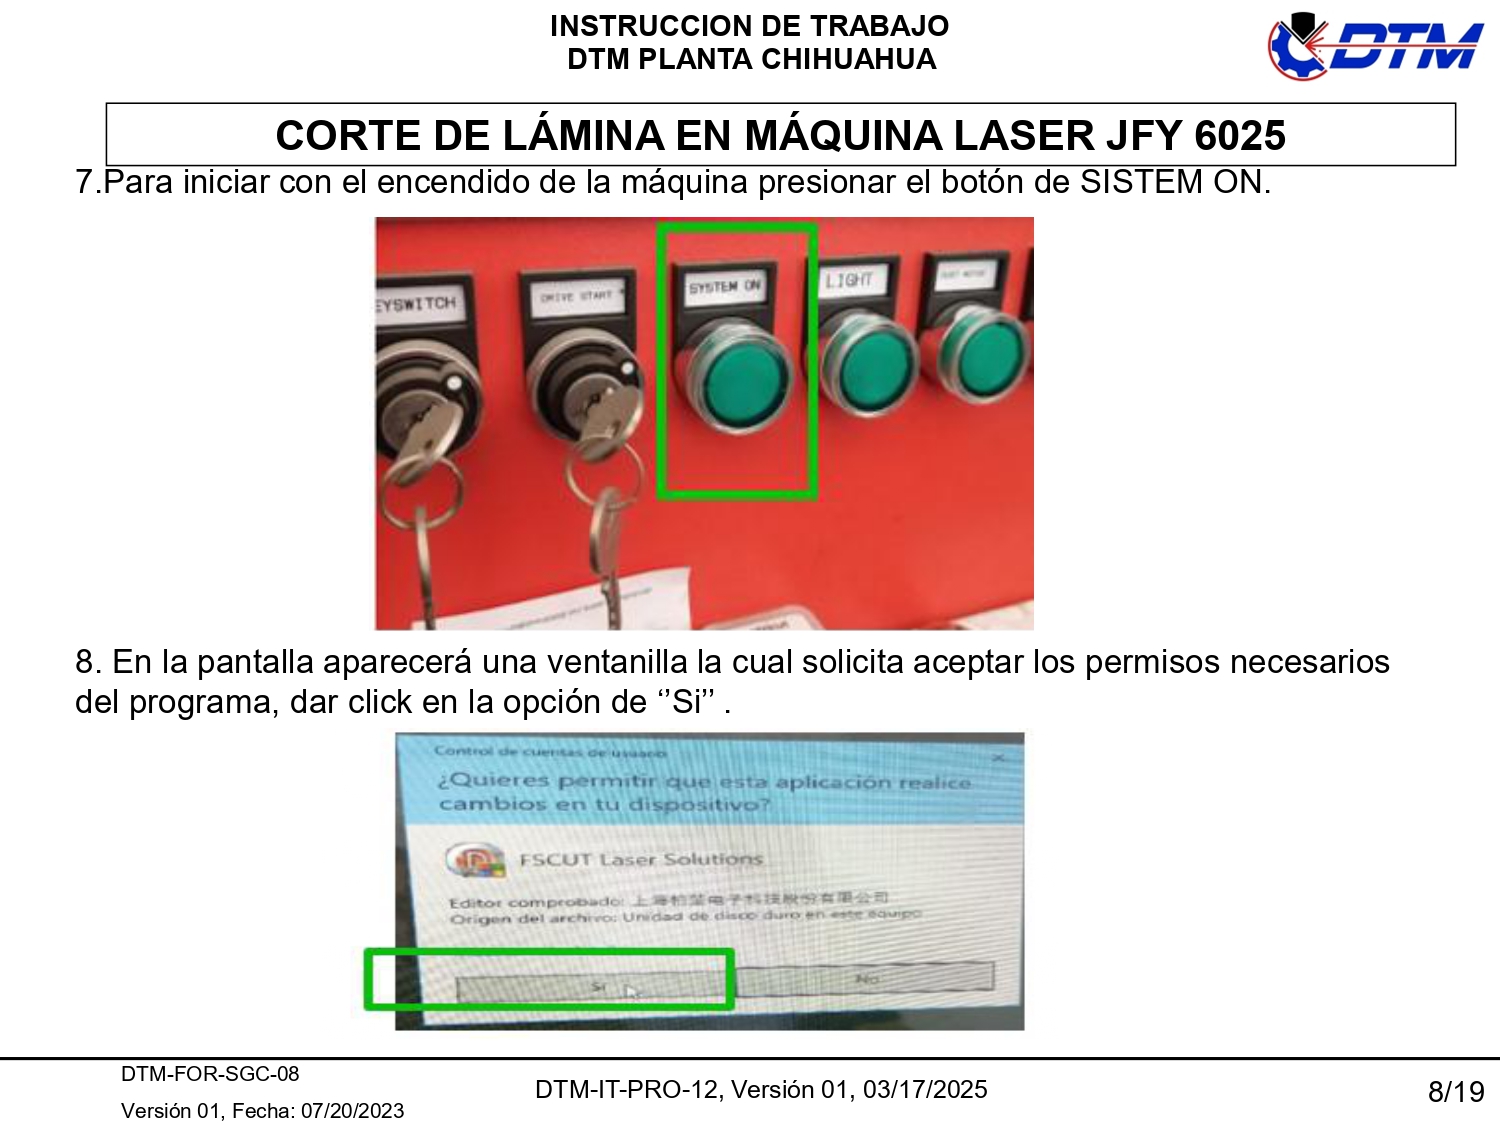 INSTRUCCION DE TRABAJO
DTM PLANTA CHIHUAHUA
DTM
CORTE DE LÁMINA EN MÁQUINA LASER JFY 6025
7.Para iniciar con el encendido de la máquina presionar el botón de SISTEM ON.
EYSWITCH
DRIVE START
SYSTEM ON
LIGHT
8. En la pantalla aparecerá una ventanilla la cual solicita aceptar los permisos necesarios
del programa, dar click en la opción de ‘’Si’’ .
Control de cuentas de usuario
¿Quieres permitir que esta aplicación realice
cambios en tu dispositivo?
FSCUT Laser Solutions
Editor comprobado: 上海柏楚电子科技股份有限公司
Origen del archivo: Unidad de disco duro en este equipo
Sí
No
DTM-FOR-SGC-08
Versión 01, Fecha: 07/20/2023
DTM-IT-PRO-12, Versión 01, 03/17/2025
8/19